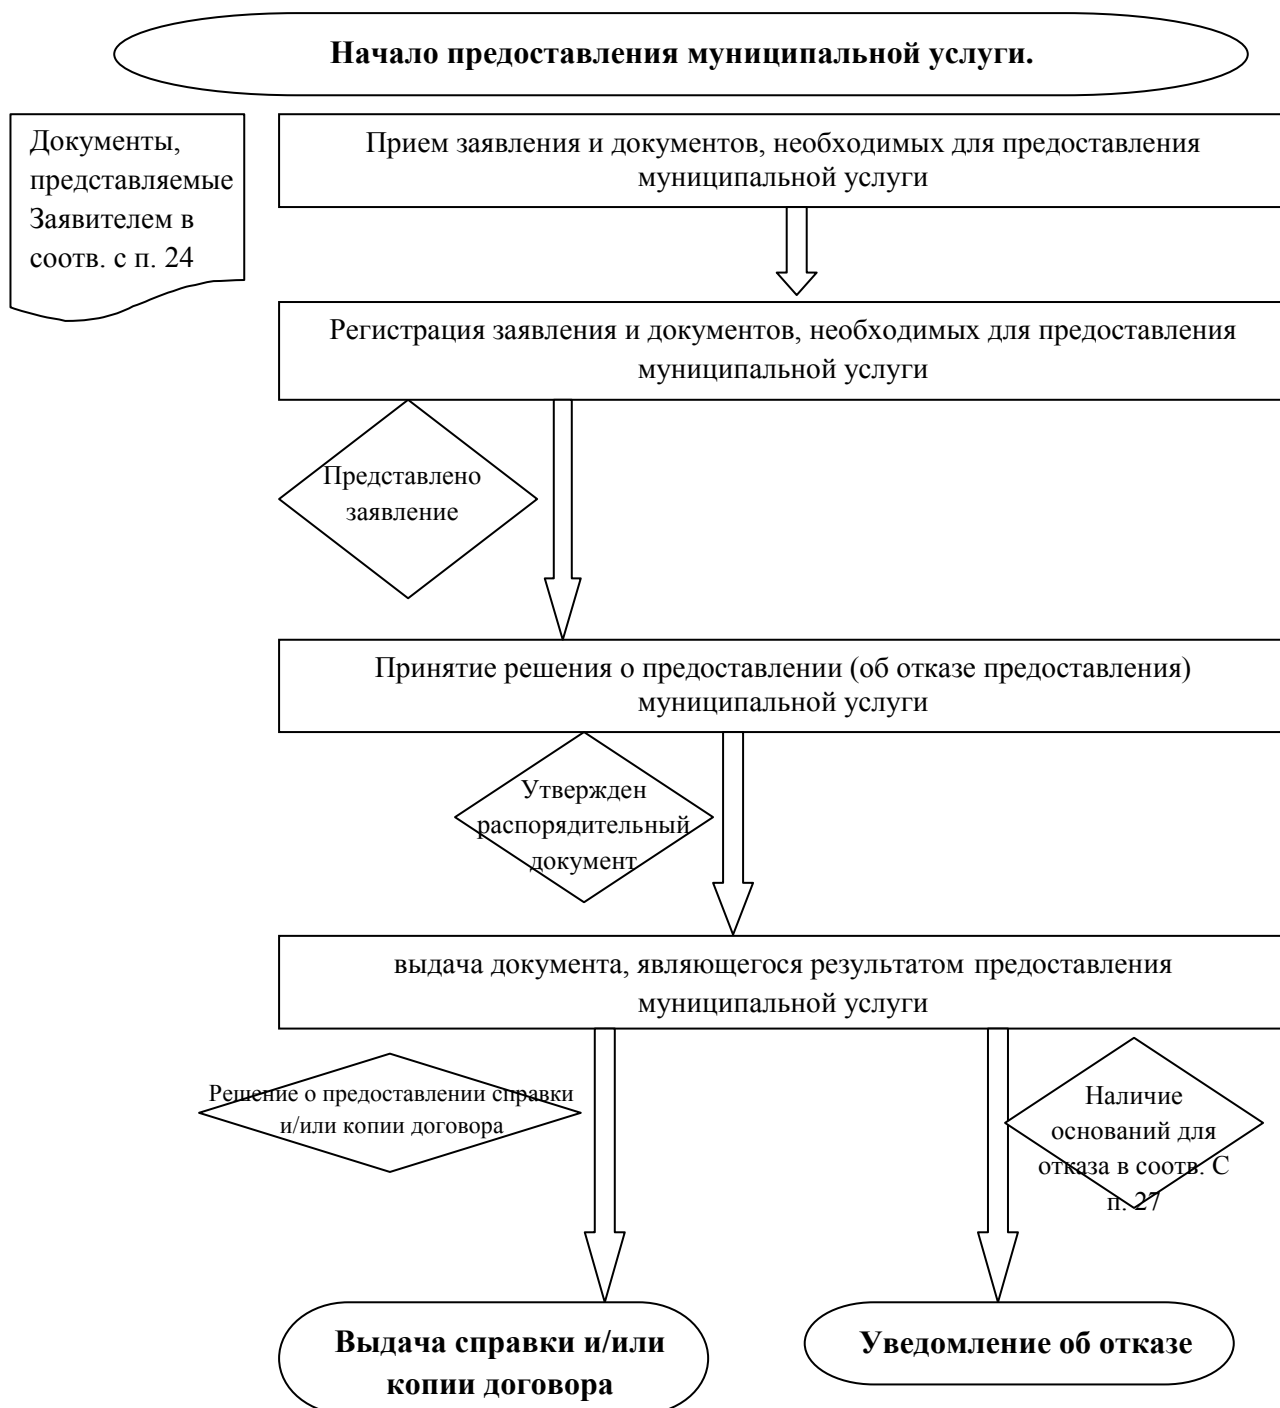 Начало предоставления муниципальной услуги.
Документы,
представляемые
Заявителем в
соотв. с п. 24
Прием заявления и документов, необходимых для предоставления
муниципальной услуги
Регистрация заявления и документов, необходимых для предоставления
муниципальной услуги
Представлено
заявление
Принятие решения о предоставлении (об отказе предоставления)
муниципальной услуги
Утвержден
распорядительный
документ
выдача документа, являющегося результатом предоставления
муниципальной услуги
Решение о предоставлении справки
и/или копии договора
Наличие
оснований для
отказа в соотв. С
п. 27
Выдача справки и/или
копии договора
Уведомление об отказе